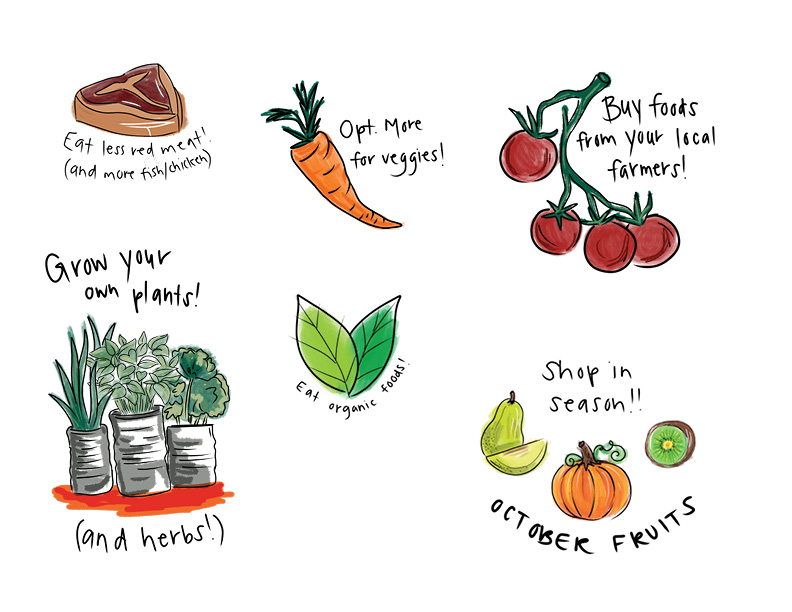 Eat less red meat!
(and more fish/chicken)
Opt. More
for veggies!
Buy foods
from your local
farmers!
Grow your
own plants!
(and herbs!)
Eat organic foods!
Shop in
season!!
OCTOBER FRUITS